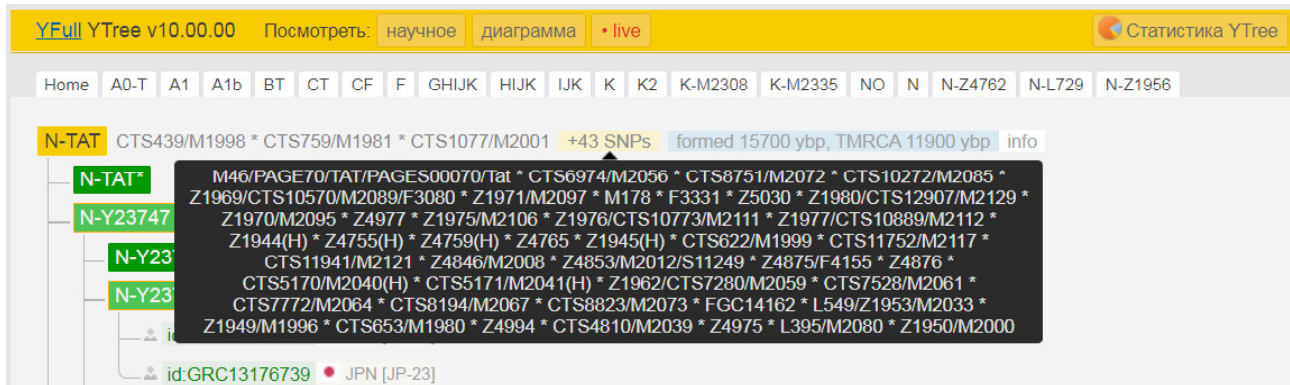 YFull YTree v10.00.00 Посмотреть: научное диаграмма • live Статистика YTree
Home A0-T A1 A1b BT CT CF F GHIJK HIJK IJK K K2 K-M2308 K-M2335 NO N N-Z4762 N-L729 N-Z1956
N-TAT CTS439/M1998 * CTS759/M1981 * CTS1077/M2001 +43 SNPs formed 15700 ybp, TMRCA 11900 ybp info
N-TAT*
M46/PAGE70/TAT/PAGES00070/Tat * CTS6974/M2056 * CTS8751/M2072 * CTS10272/M2085 *
Z1969/CTS10570/M2089/F3080 * Z1971/M2097 * M178 * F3331 * Z5030 * Z1980/CTS12907/M2129 *
Z1970/M2095 * Z4977 * Z1975/M2106 * Z1976/CTS10773/M2111 * Z1977/CTS10889/M2112 *
Z1944(H) * Z4755(H) * Z4759(H) * Z4765 * Z1945(H) * CTS622/M1999 * CTS11752/M2117 *
CTS11941/M2121 * Z4846/M2008 * Z4853/M2012/S11249 * Z4875/F4155 * Z4876 *
CTS5170/M2040(H) * CTS5171/M2041(H) * Z1962/CTS7280/M2059 * CTS7528/M2061 *
CTS7772/M2064 * CTS8194/M2067 * CTS8823/M2073 * FGC14162 * L549/Z1953/M2033 *
Z1949/M1996 * CTS653/M1980 * Z4994 * CTS4810/M2039 * Z4975 * L395/M2080 * Z1950/M2000
N-Y23747
id:GRC13176739 JPN [JP-23]